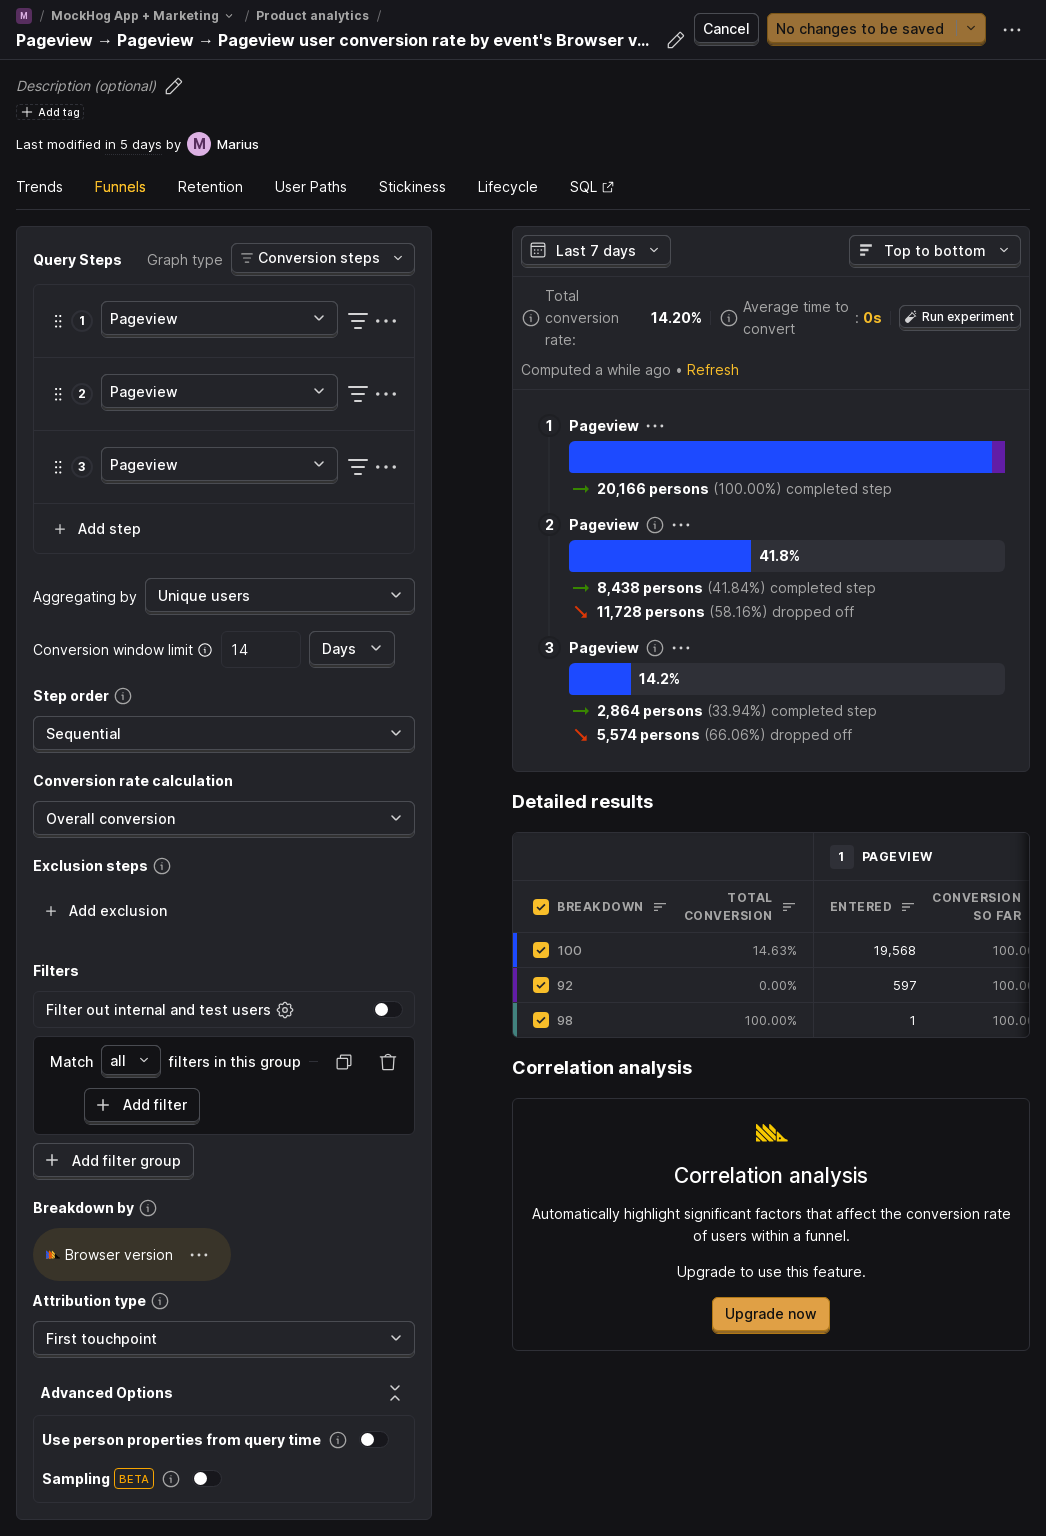 M / MockHog App + Marketing / Product analytics /
Pageview → Pageview → Pageview user conversion rate by event's Browser v...
Cancel
No changes to be saved
Description (optional)
Add tag
Last modified in 5 days by M Marius
Trends Funnels Retention User Paths Stickiness Lifecycle SQL
Query Steps Graph type Conversion steps
1 Pageview
2 Pageview
3 Pageview
Add step
Aggregating by Unique users
Conversion window limit 14 Days
Step order
Sequential
Conversion rate calculation
Overall conversion
Exclusion steps
Add exclusion
Filters
Filter out internal and test users
Match all filters in this group
Add filter
Add filter group
Breakdown by
Browser version
Attribution type
First touchpoint
Advanced Options
Use person properties from query time
Sampling BETA
Last 7 days Top to bottom
Total conversion rate: 14.20%
Average time to convert : 0s
Run experiment
Computed a while ago • Refresh
1 Pageview
20,166 persons (100.00%) completed step
2 Pageview
41.8%
8,438 persons (41.84%) completed step
11,728 persons (58.16%) dropped off
3 Pageview
14.2%
2,864 persons (33.94%) completed step
5,574 persons (66.06%) dropped off
Detailed results
1 PAGEVIEW
BREAKDOWN TOTAL CONVERSION ENTERED CONVERSION SO FAR
100 14.63% 19,568 100.00
92 0.00% 597 100.00
98 100.00% 1 100.00
Correlation analysis
Correlation analysis
Automatically highlight significant factors that affect the conversion rate
of users within a funnel.
Upgrade to use this feature.
Upgrade now